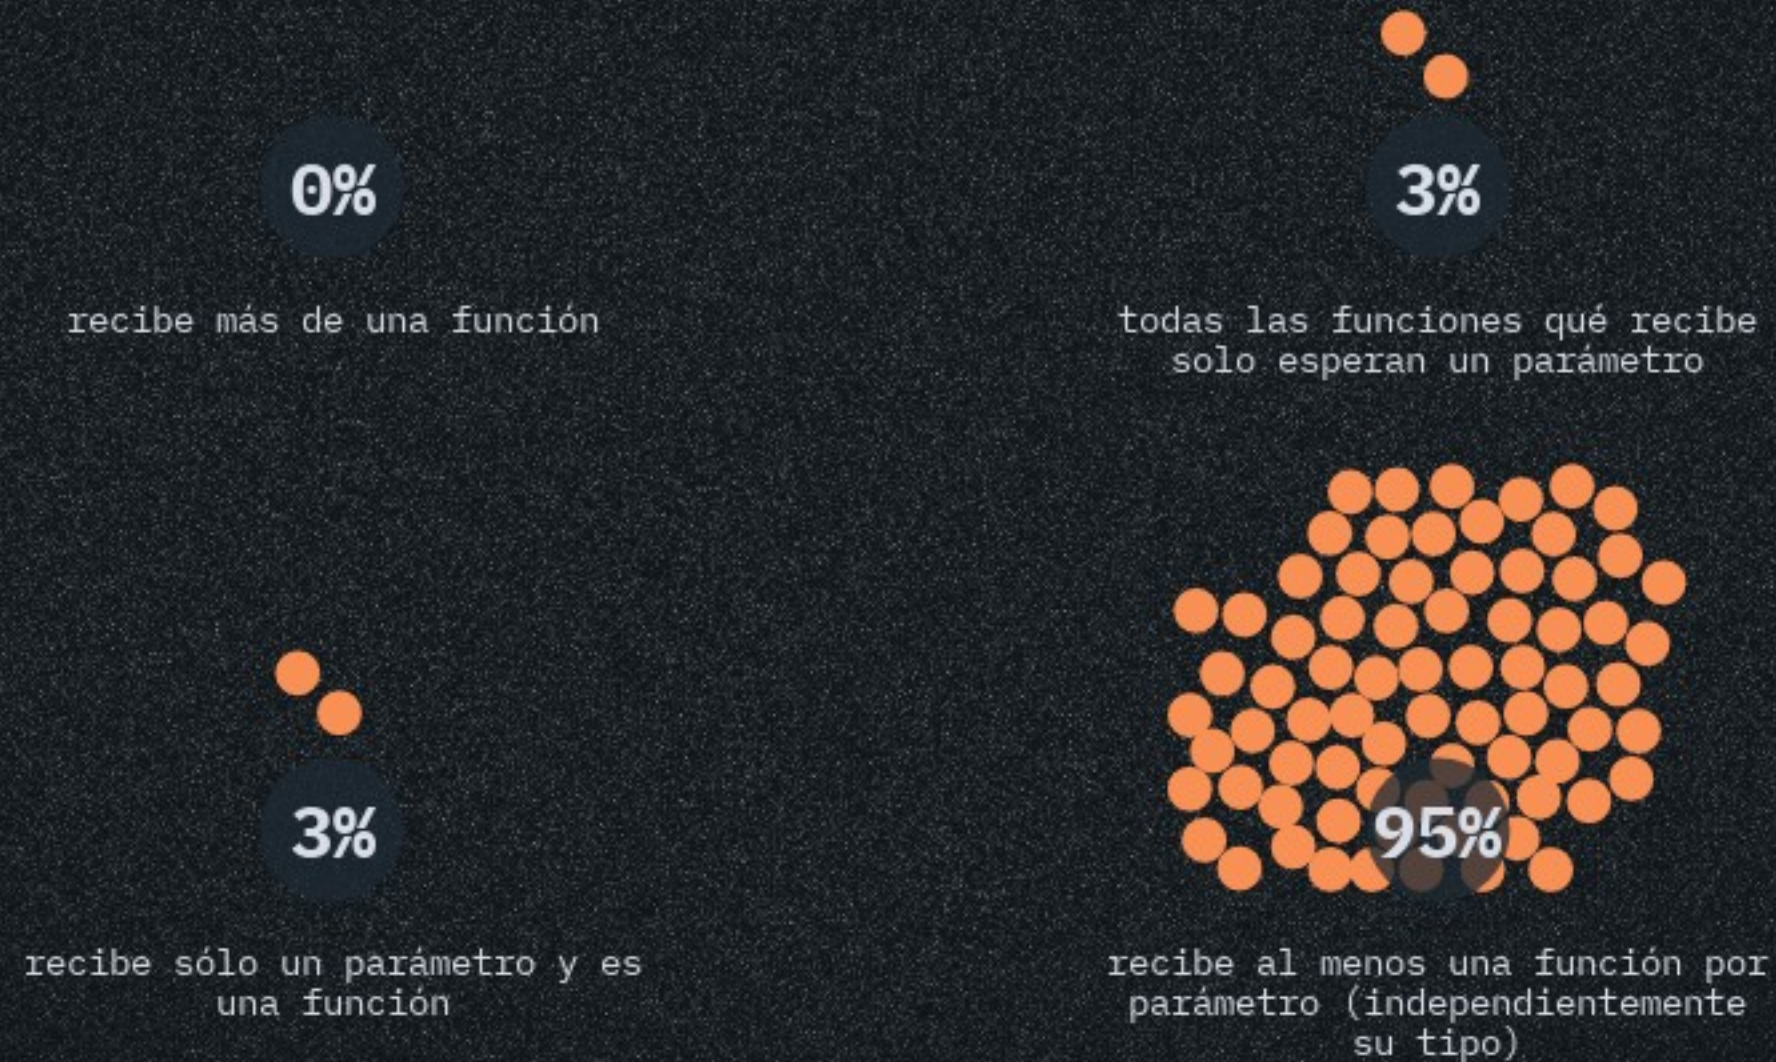 0%
recibe más de una función
3%
todas las funciones qué recibe
solo esperan un parámetro
3%
recibe sólo un parámetro y es
una función
95%
recibe al menos una función por
parámetro (independientemente
su tipo)